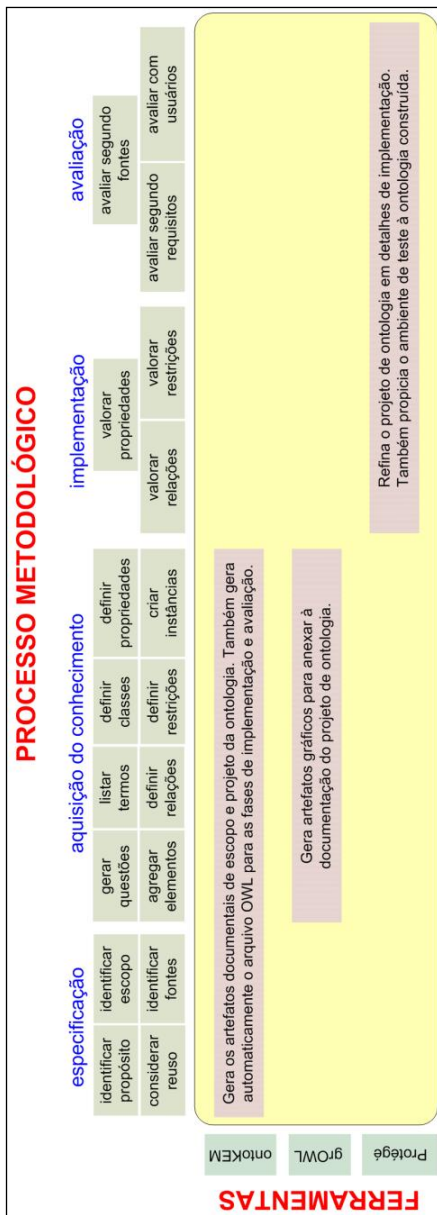 PROCESSO METODOLÓGICO
especificação
identificar
propósito
identificar
escopo
considerar
reuso
identificar
fontes
aquisição do conhecimento
gerar
questões
listar
termos
definir
classes
definir
propriedades
agregar
elementos
definir
relações
definir
restrições
criar
instâncias
implementação
valorar
propriedades
valorar
relações
valorar
restrições
avaliação
avaliar segundo
fontes
avaliar segundo
requisitos
avaliar com
usuários
FERRAMENTAS
ontoKEM
Gera os artefatos documentais de escopo e projeto da ontologia. Também gera
automaticamente o arquivo OWL para as fases de implementação e avaliação.
grOWL
Gera artefatos gráficos para anexar à
documentação do projeto de ontologia.
Protégé
Refina o projeto de ontologia em detalhes de implementação.
Também propicia o ambiente de teste à ontologia construída.